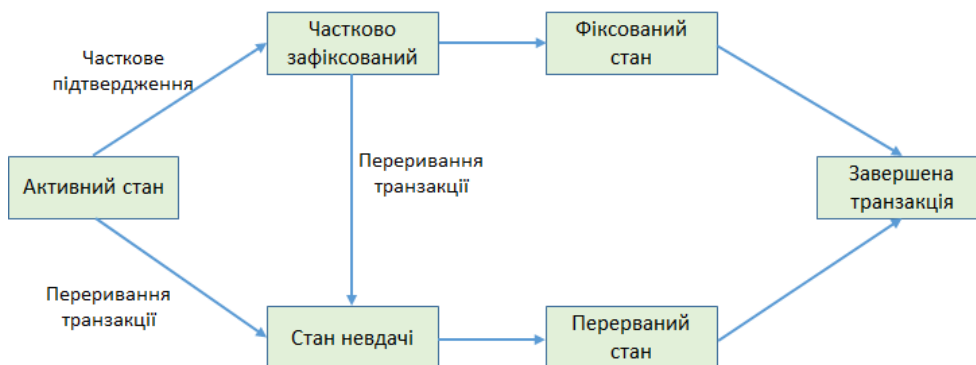 Частково
зафіксований
Фіксований
стан
Часткове
підтвердження
Активний стан
Переривання
транзакції
Завершена
транзакція
Переривання
транзакції
Стан невдачі
Перерваний
стан